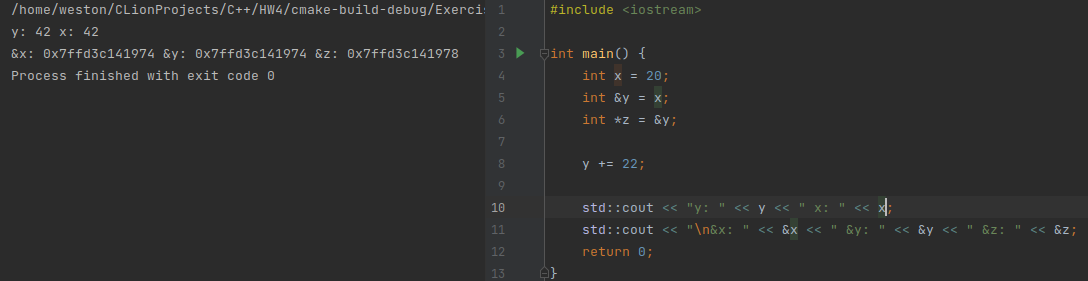 /home/weston/CLionProjects/C++/HW4/cmake-build-debug/Exercis
y: 42 x: 42
&x: 0x7ffd3c141974 &y: 0x7ffd3c141974 &z: 0x7ffd3c141978
Process finished with exit code 0
1 #include <iostream>
2
3 int main() {
4     int x = 20;
5     int &y = x;
6     int *z = &y;
7
8     y += 22;
9
10     std::cout << "y: " << y << " x: " << x;
11     std::cout << "\n&x: " << &x << " &y: " << &y << " &z: " << &z;
12     return 0;
13 }